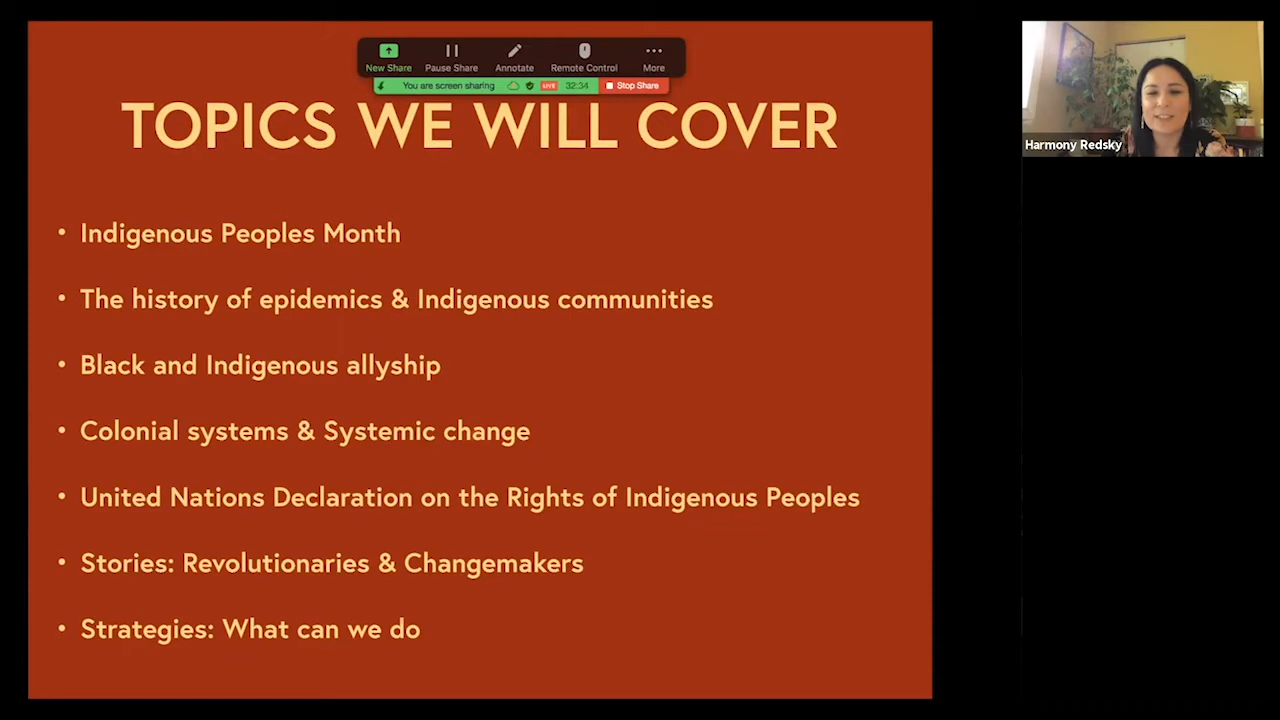 New Share
Pause Share
Annotate
Remote Control
More
You are screen sharing
LIVE
32:34
Stop Share
TOPICS WE WILL COVER
• Indigenous Peoples Month
• The history of epidemics & Indigenous communities
• Black and Indigenous allyship
• Colonial systems & Systemic change
• United Nations Declaration on the Rights of Indigenous Peoples
• Stories: Revolutionaries & Changemakers
• Strategies: What can we do
Harmony Redsky